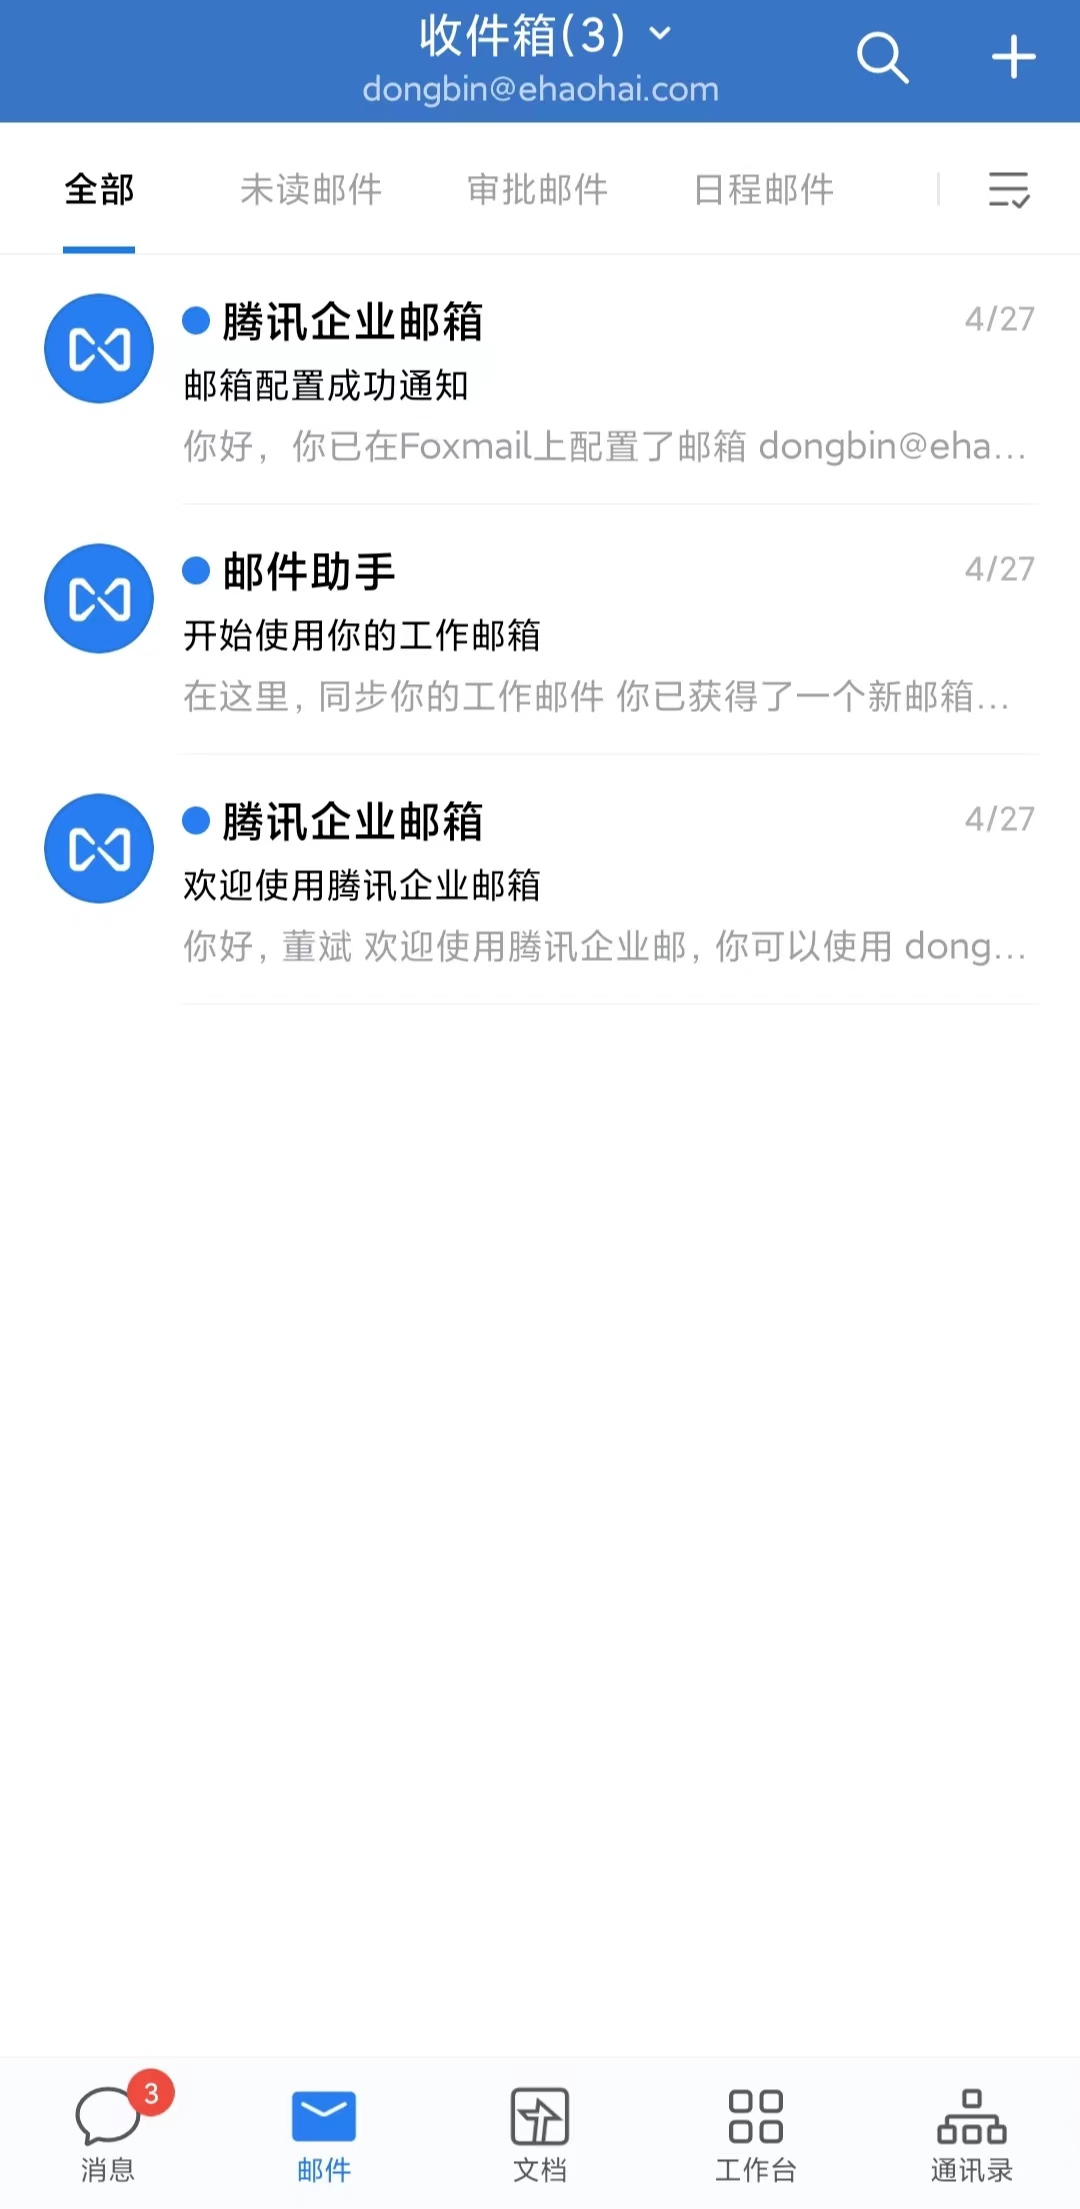 收件箱(3)
dongbin@ehaohai.com
全部 未读邮件 审批邮件 日程邮件
腾讯企业邮箱 4/27
邮箱配置成功通知
你好，你已在Foxmail上配置了邮箱 dongbin@eha...
邮件助手 4/27
开始使用你的工作邮箱
在这里, 同步你的工作邮件 你已获得了一个新邮箱...
腾讯企业邮箱 4/27
欢迎使用腾讯企业邮箱
你好, 董斌 欢迎使用腾讯企业邮, 你可以使用 dong...
3
消息 邮件 文档 工作台 通讯录